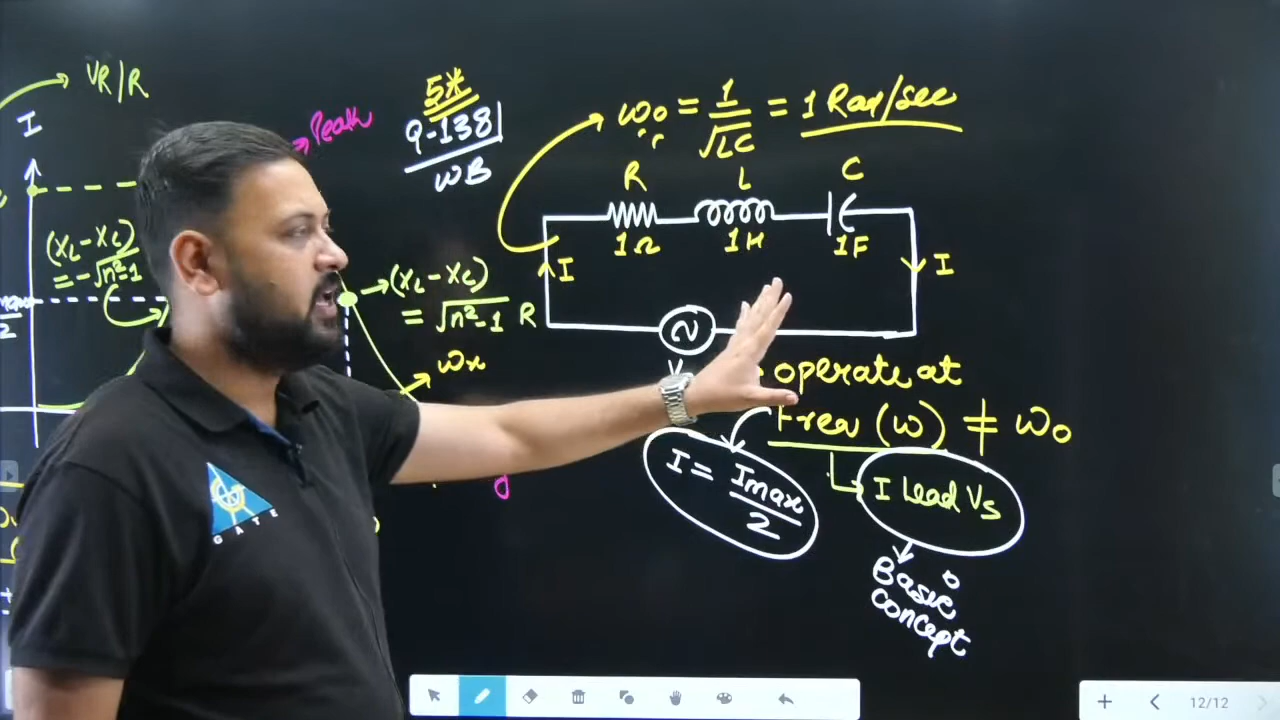 VR/R
I
Peak
5*
Q-138
WB
ω₀ = 1/√LC = 1 Rad/sec
R L C
1Ω 1H 1F
I I
(XL-XC)
= -√n²-1
→(XL-XC)
= √n²-1 R
2
operate at
Freq (ω) ≠ ω₀
I = Imax/2
I Lead Vs
Basic
concept
GATE
12/12